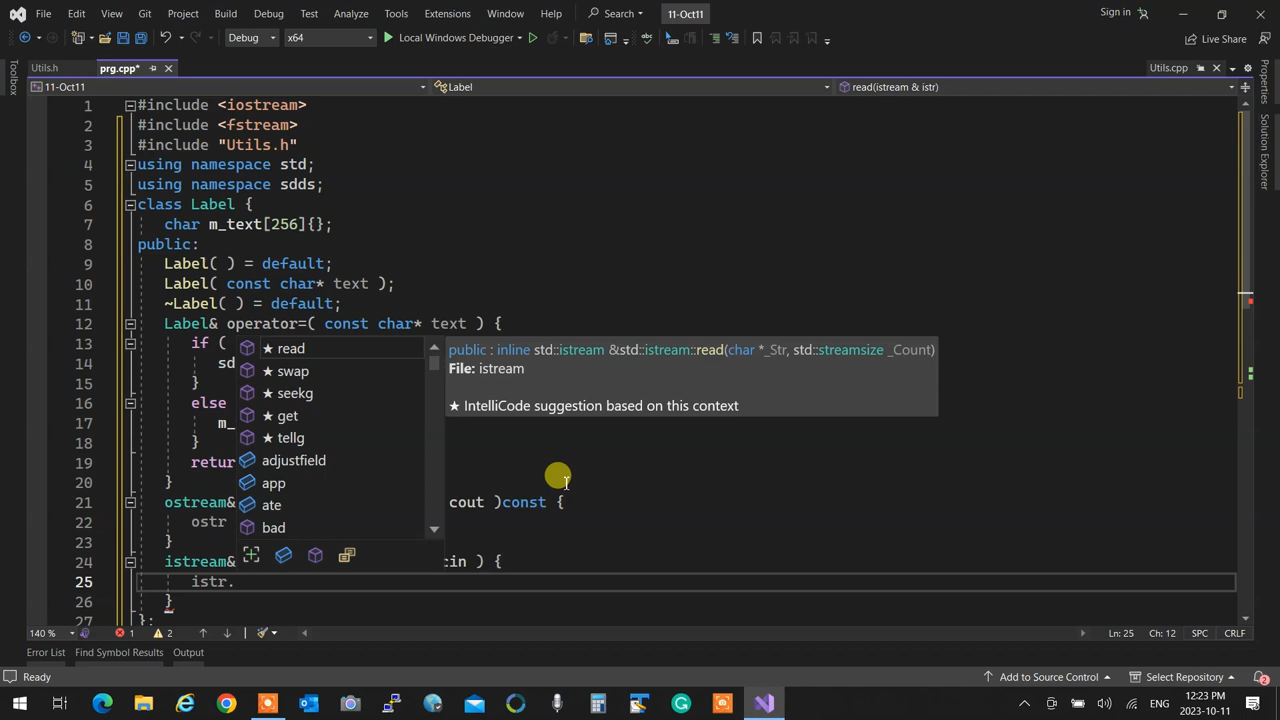 File Edit View Git Project Build Debug Test Analyze Tools Extensions Window Help Search 11-Oct11 Sign in
Debug x64 Local Windows Debugger Live Share
Toolbox
Utils.h prg.cpp* Utils.cpp
11-Oct11 Label read(istream & istr)
1 #include <iostream>
2 #include <fstream>
3 #include "Utils.h"
4 using namespace std;
5 using namespace sdds;
6 class Label {
7 char m_text[256]{};
8 public:
9 Label( ) = default;
10 Label( const char* text );
11 ~Label( ) = default;
12 Label& operator=( const char* text ) {
13 if (
14 sd
15 }
16 else
17 m_
18 }
19 return
20 }
21 ostream& cout )const {
22 ostr
23 }
24 istream& cin ) {
25 istr.
26 }
27 };
★ read
★ swap
★ seekg
★ get
★ tell​g
adjustfield
app
ate
bad
public : inline std::istream &std::istream::read(char *_Str, std::streamsize _Count)
File: istream
★ IntelliCode suggestion based on this context
Properties
Solution Explorer
140 % 1 2 Ln: 25 Ch: 12 SPC CRLF
Error List Find Symbol Results Output
Ready Add to Source Control Select Repository 2
ENG 12:23 PM
2023-10-11